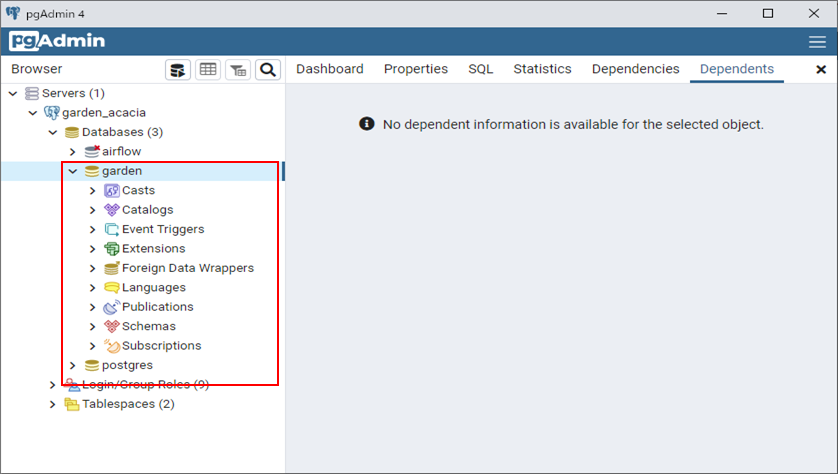 pgAdmin 4
pgAdmin
Browser
Dashboard Properties SQL Statistics Dependencies Dependents
Servers (1)
garden_acacia
Databases (3)
airflow
garden
Casts
Catalogs
Event Triggers
Extensions
Foreign Data Wrappers
Languages
Publications
Schemas
Subscriptions
postgres
Login/Group Roles (9)
Tablespaces (2)
No dependent information is available for the selected object.